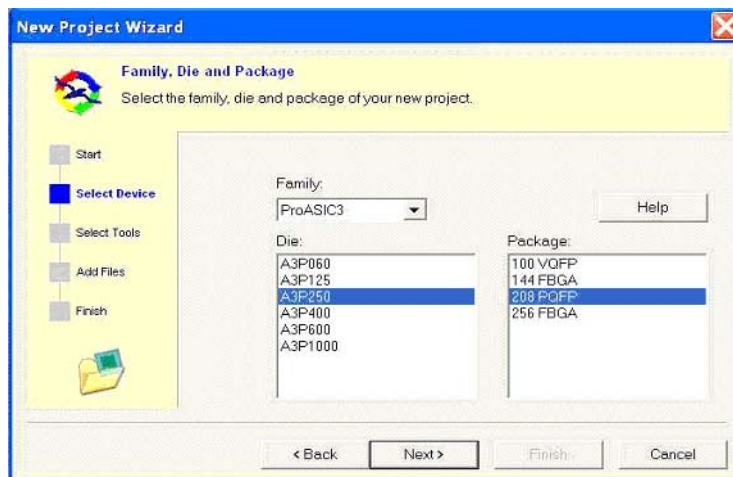 New Project Wizard
Family, Die and Package
Select the family, die and package of your new project.
Start
Select Device
Select Tools
Add Files
Finish
Family:
ProASIC3
Help
Die:
A3P060
A3P125
A3P250
A3P400
A3P600
A3P1000
Package:
100 VQFP
144 FBGA
208 PQFP
256 FBGA
< Back
Next >
Finish
Cancel